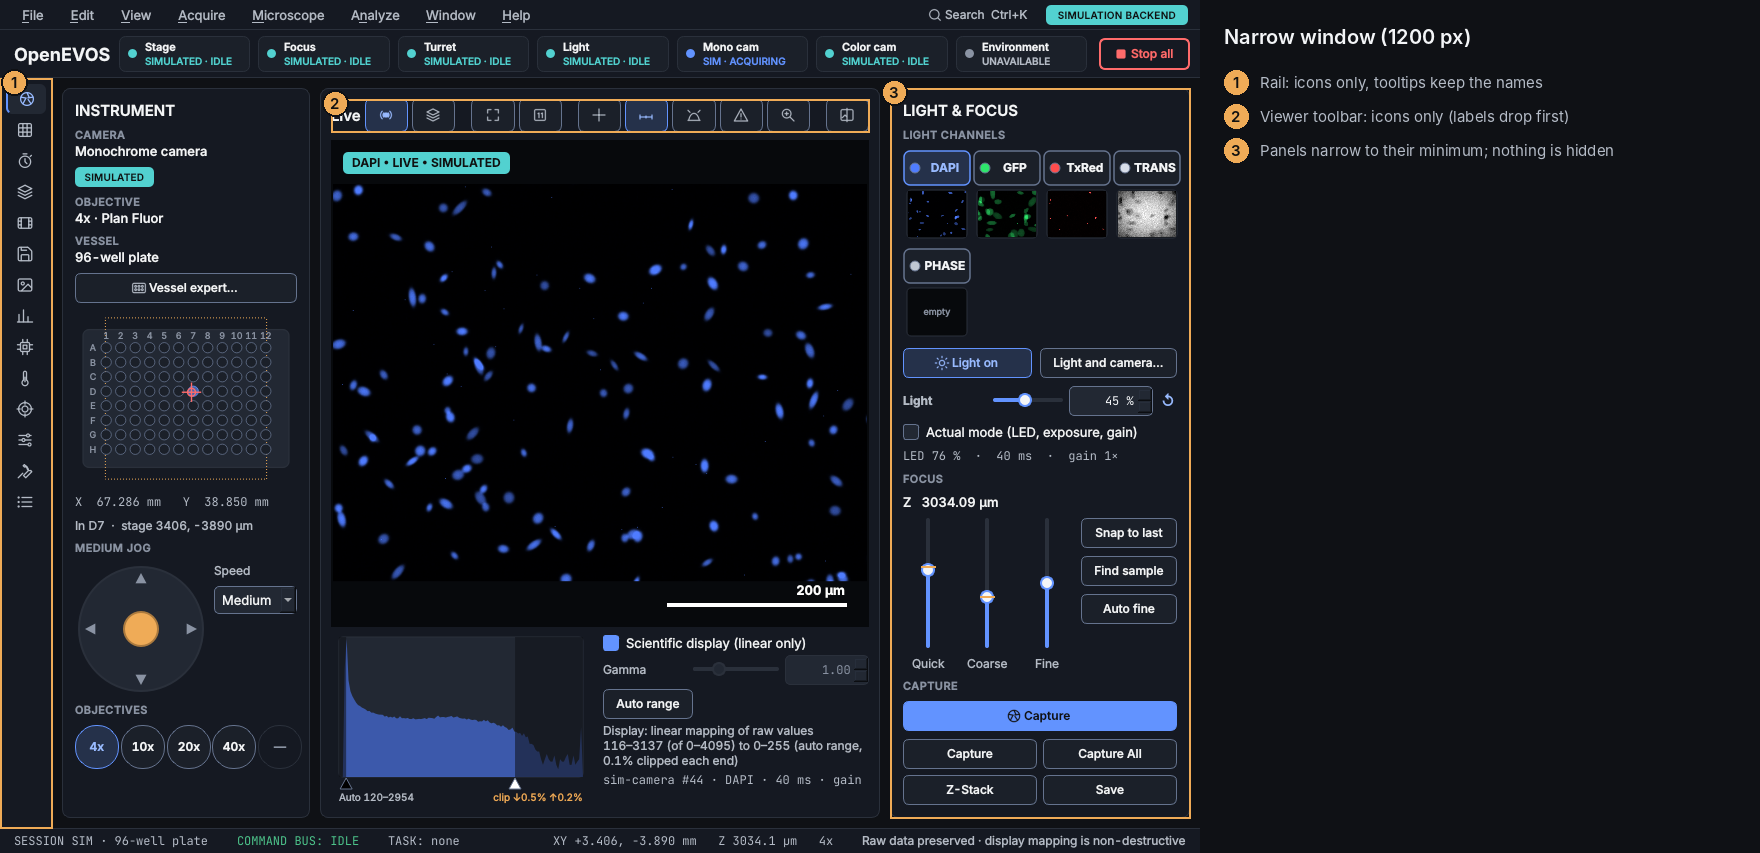 File Edit View Acquire Microscope Analyze Window Help
Search Ctrl+K
SIMULATION BACKEND
OpenEVOS
Stage
SIMULATED · IDLE
Focus
SIMULATED · IDLE
Turret
SIMULATED · IDLE
Light
SIMULATED · IDLE
Mono cam
SIM · ACQUIRING
Color cam
SIMULATED · IDLE
Environment
UNAVAILABLE
Stop all
1
INSTRUMENT
CAMERA
Monochrome camera
SIMULATED
OBJECTIVE
4x · Plan Fluor
VESSEL
96-well plate
Vessel expert...
1 2 3 4 5 6 7 8 9 10 11 12
A
B
C
D
E
F
G
H
X 67.286 mm Y 38.850 mm
In D7 · stage 3406, -3890 µm
MEDIUM JOG
Speed
Medium
OBJECTIVES
4x 10x 20x 40x —
2
Live
DAPI • LIVE • SIMULATED
200 µm
Auto 120–2954
clip ↓0.5% ↑0.2%
Scientific display (linear only)
Gamma
1.00
Auto range
Display: linear mapping of raw values
116–3137 (of 0–4095) to 0–255 (auto range,
0.1% clipped each end)
sim-camera #44 · DAPI · 40 ms · gain
3
LIGHT & FOCUS
LIGHT CHANNELS
DAPI GFP TxRed TRANS
PHASE
empty
Light on
Light and camera...
Light
45 %
Actual mode (LED, exposure, gain)
LED 76 % · 40 ms · gain 1×
FOCUS
Z 3034.09 µm
Snap to last
Find sample
Auto fine
Quick Coarse Fine
CAPTURE
Capture
Capture Capture All
Z-Stack Save
SESSION SIM · 96-well plate COMMAND BUS: IDLE TASK: none XY +3.406, -3.890 mm Z 3034.1 µm 4x Raw data preserved · display mapping is non-destructive
Narrow window (1200 px)
1 Rail: icons only, tooltips keep the names
2 Viewer toolbar: icons only (labels drop first)
3 Panels narrow to their minimum; nothing is hidden